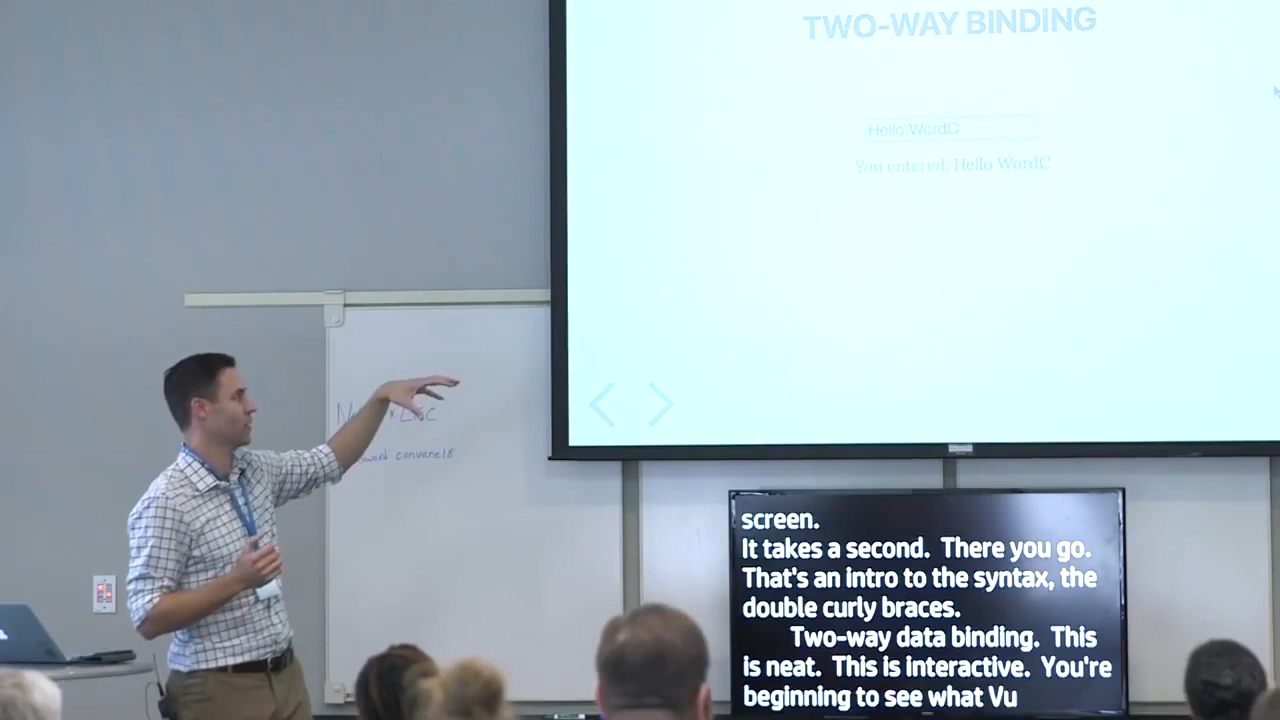 TWO-WAY BINDING
Hello WordC
You entered: Hello WordC
convene18
screen.
It takes a second. There you go.
That's an intro to the syntax, the
double curly braces.
Two-way data binding. This
is neat. This is interactive. You're
beginning to see what Vu